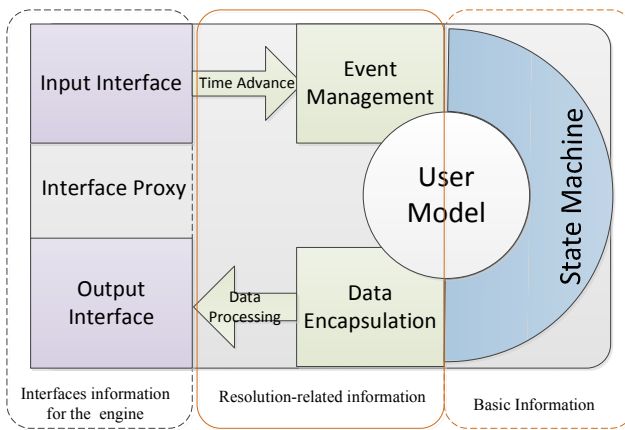 Input Interface
Time Advance
Event
Management
Interface Proxy
User
Model
State Machine
Output
Interface
Data
Processing
Data
Encapsulation
Interfaces information
for the engine
Resolution-related information
Basic Information